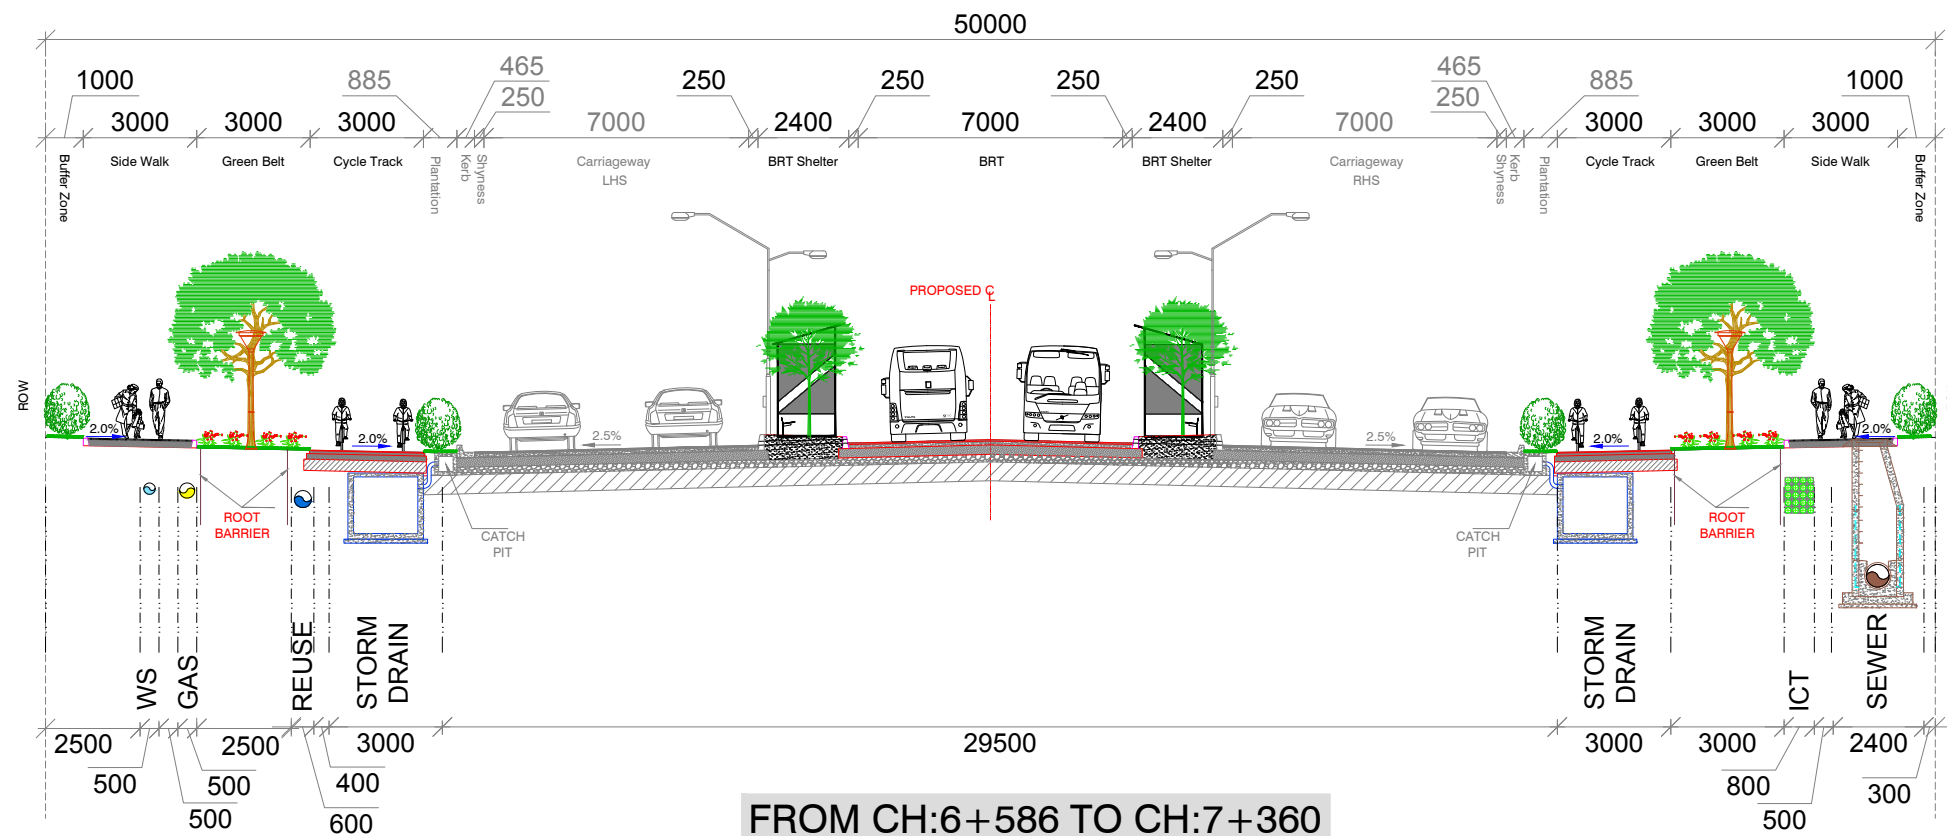 50000
1000
885
465
250
250
250
250
250
465
250
885
1000
3000
3000
3000
7000
2400
7000
2400
7000
3000
3000
3000
Buffer Zone
Side Walk
Green Belt
Cycle Track
Plantation
Kerb
Shyness
Carriageway
LHS
BRT Shelter
BRT
BRT Shelter
Carriageway
RHS
Shyness
Kerb
Plantation
Cycle Track
Green Belt
Side Walk
Buffer Zone
PROPOSED CL
ROW
2.0%
2.0%
2.5%
2.5%
2.0%
2.0%
ROOT
BARRIER
CATCH
PIT
CATCH
PIT
ROOT
BARRIER
WS
GAS
REUSE
STORM
DRAIN
STORM
DRAIN
ICT
SEWER
2500
500
500
500
2500
600
400
3000
29500
3000
3000
800
500
2400
300
FROM CH:6+586 TO CH:7+360